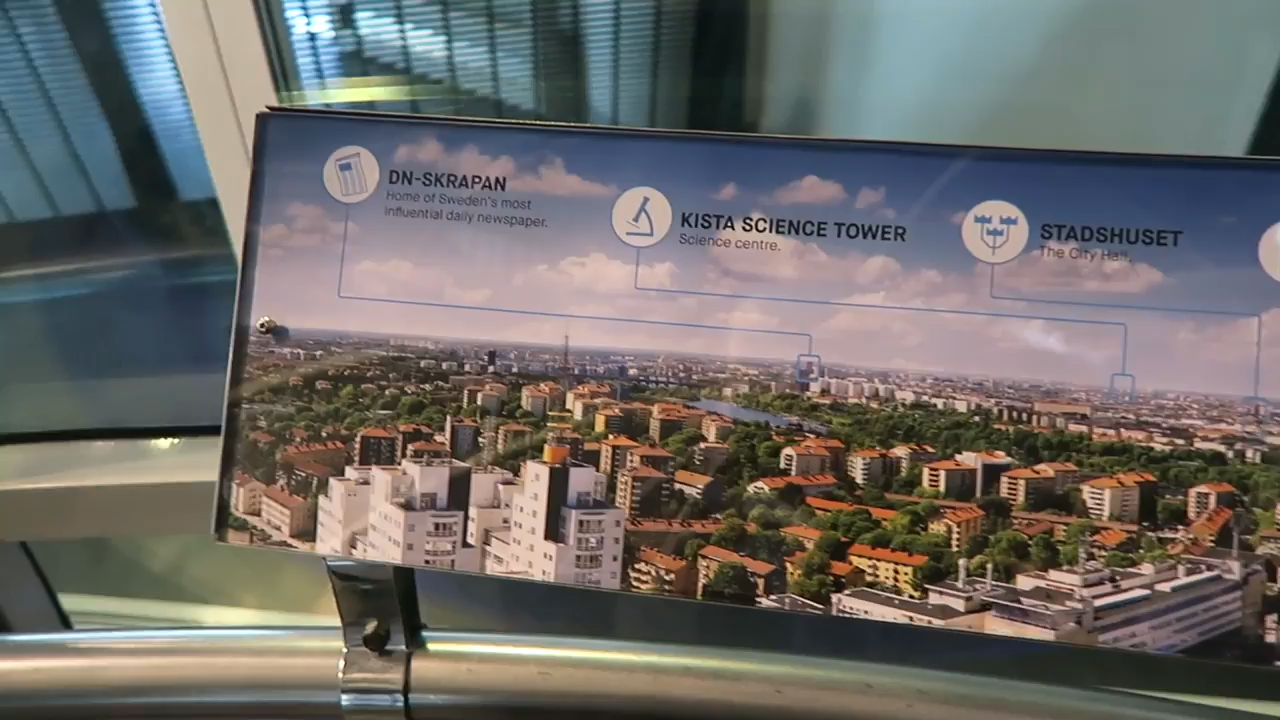 DN-SKRAPAN
Home of Sweden's most
influential daily newspaper.
KISTA SCIENCE TOWER
Science centre.
STADSHUSET
The City Hall.